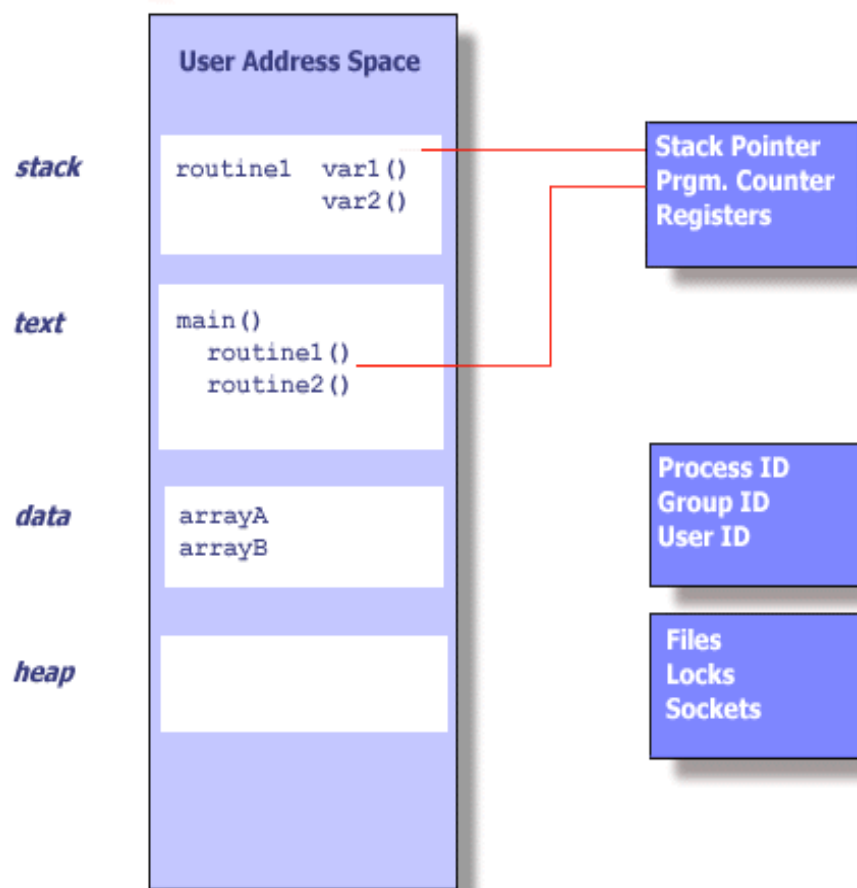 User Address Space
stack
routine1 var1()
var2()
text
main()
routine1()
routine2()
data
arrayA
arrayB
heap
Stack Pointer
Prgm. Counter
Registers
Process ID
Group ID
User ID
Files
Locks
Sockets